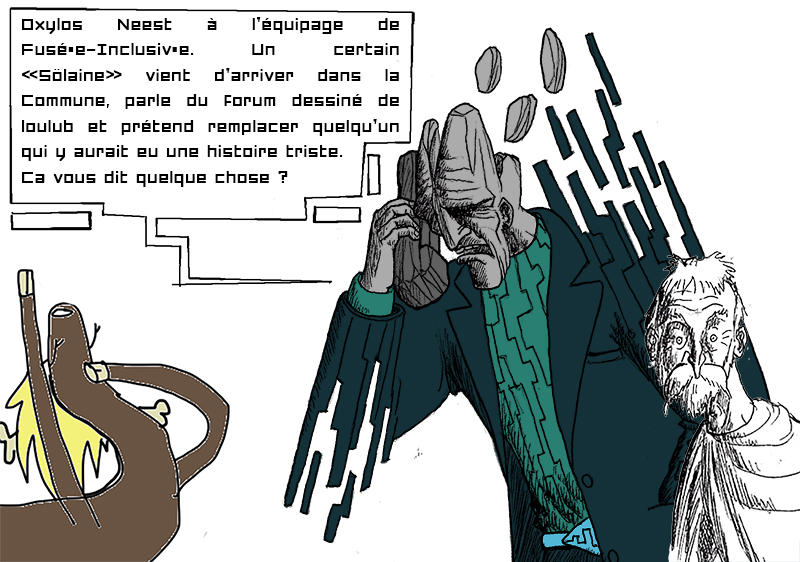 Oxylos Neest à l'équipage de
Fusé•e-Inclusiv•e. Un certain
«Sölaine» vient d'arriver dans la
Commune, parle du Forum dessiné de
loulub et prétend remplacer quelqu'un
qui y aurait eu une histoire triste.
Ca vous dit quelque chose ?